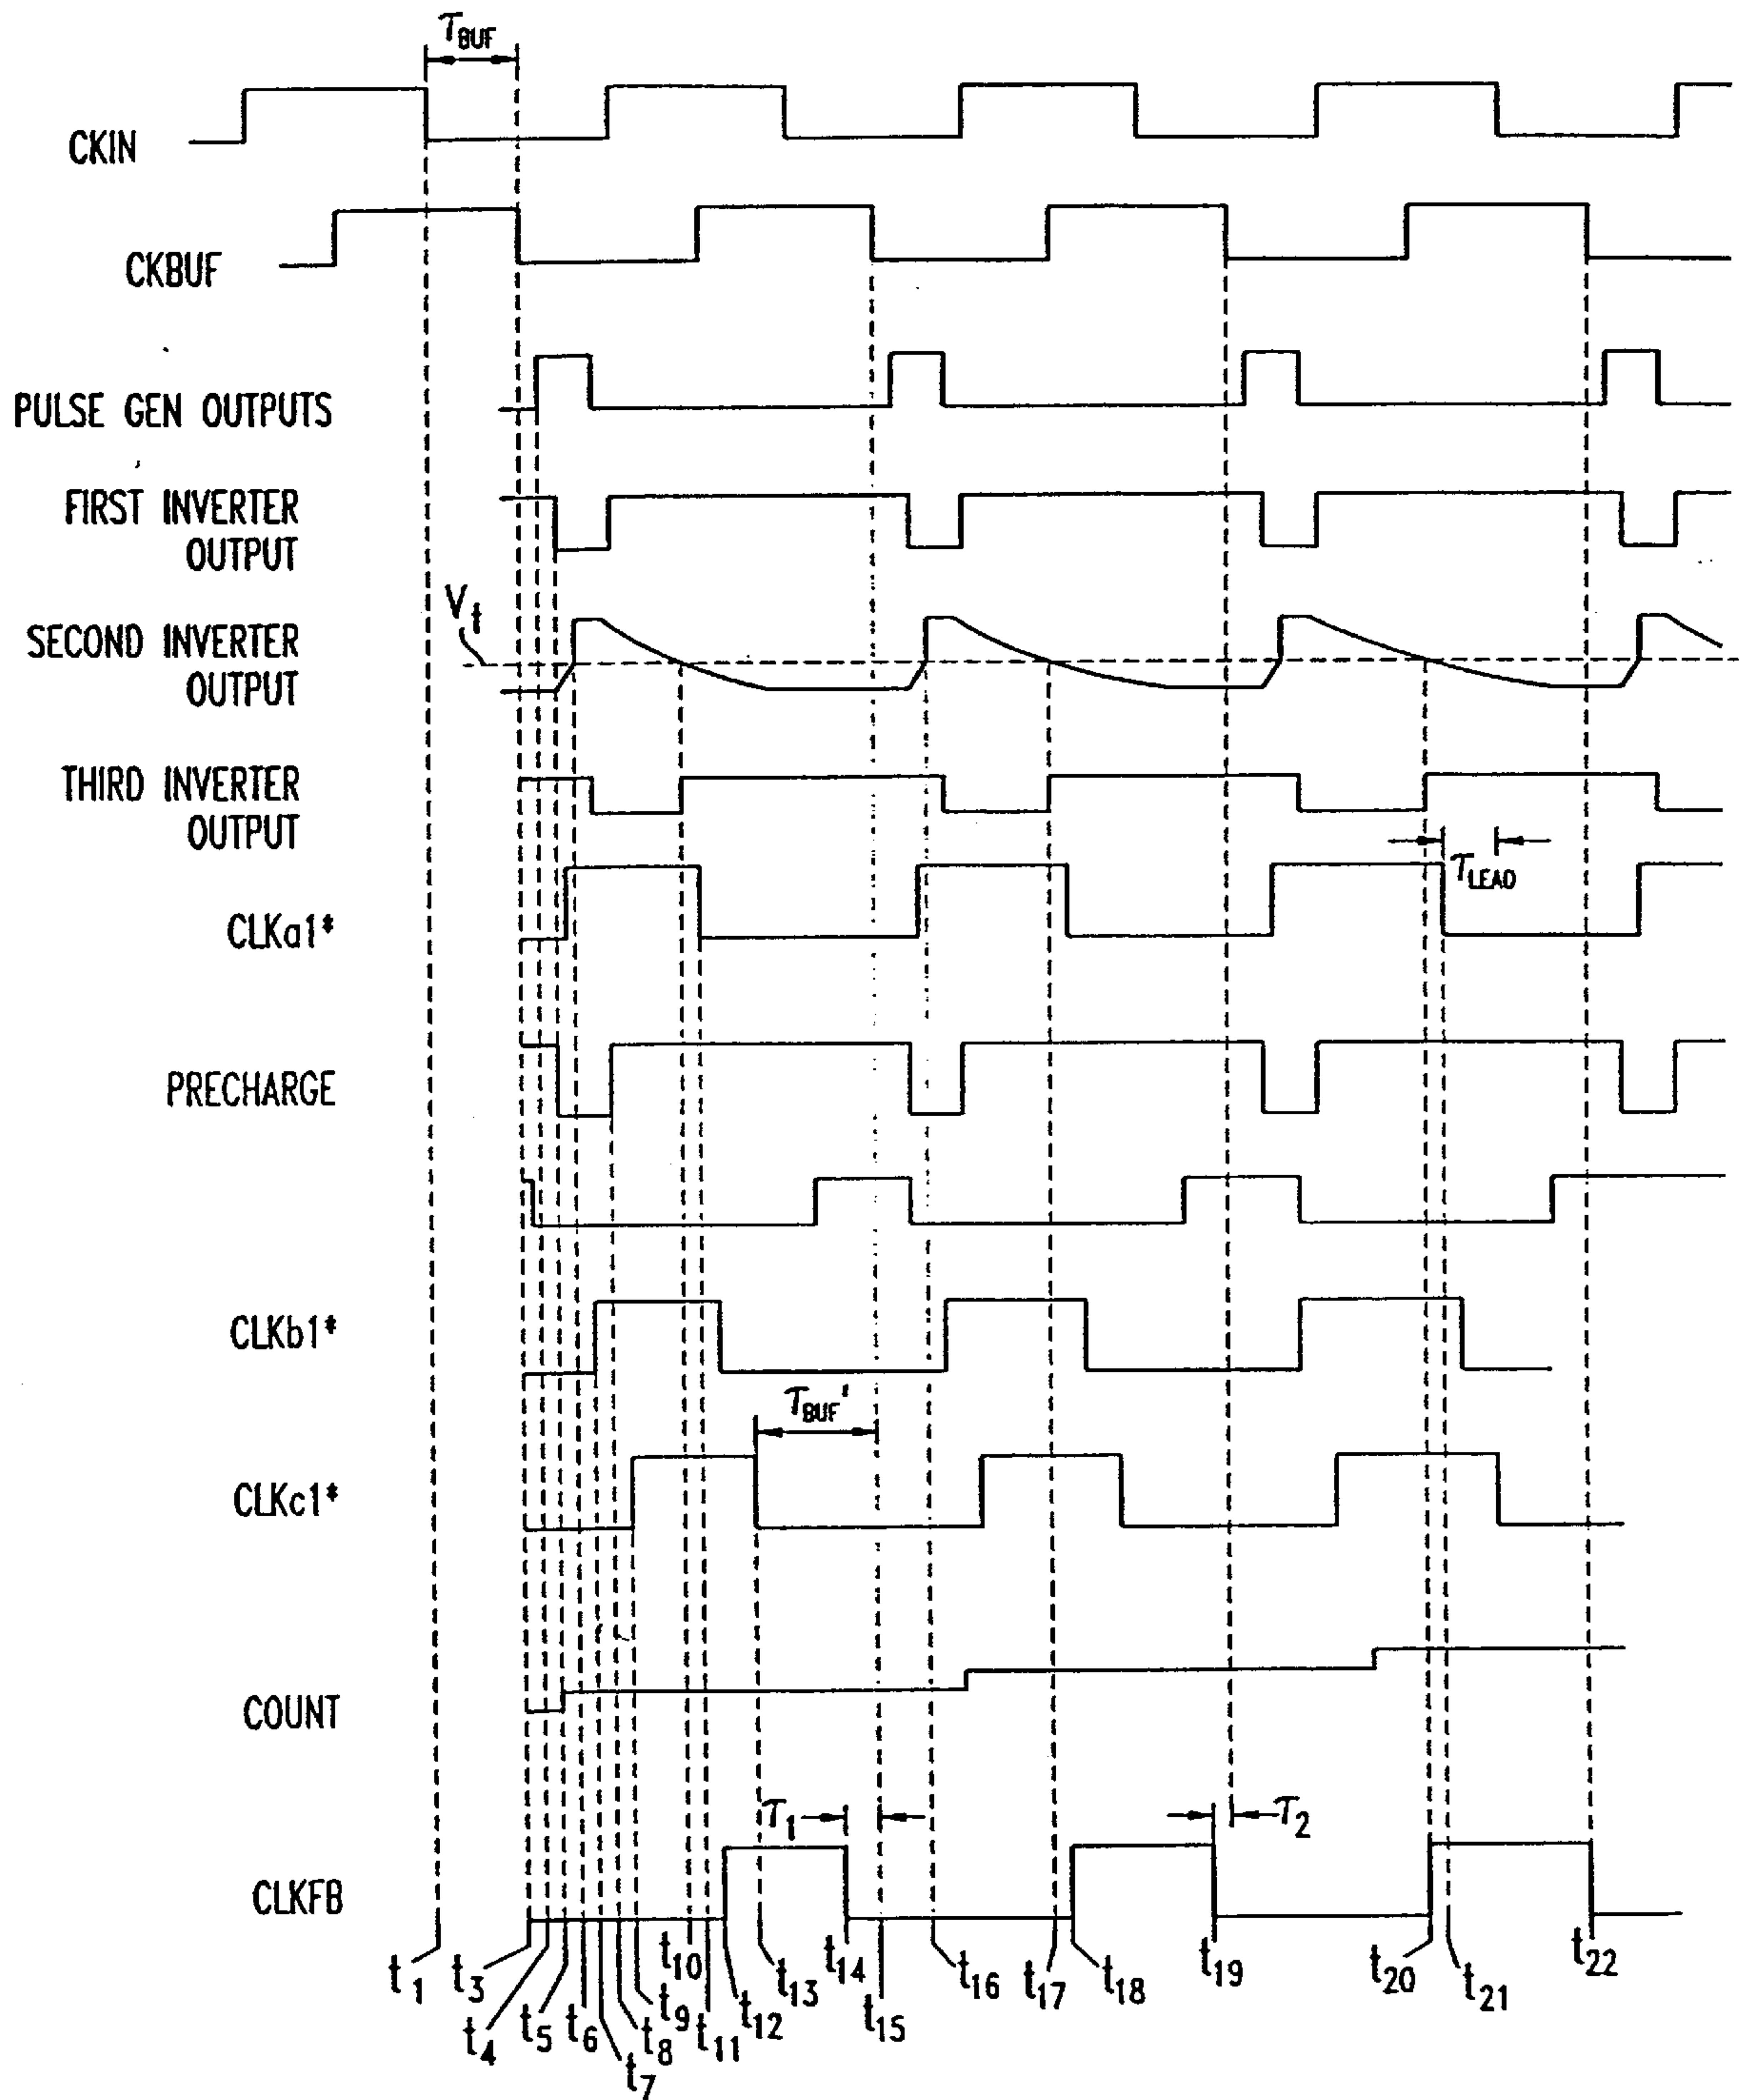 τBUF
CKIN
CKBUF
PULSE GEN OUTPUTS
FIRST INVERTER
OUTPUT
Vt
SECOND INVERTER
OUTPUT
THIRD INVERTER
OUTPUT
τLEAD
CLKa1*
PRECHARGE
CLKb1*
τBUF'
CLKc1*
COUNT
τ1
τ2
CLKFB
t1
t3
t4
t5
t6
t7
t8
t9
t10
t11
t12
t13
t14
t15
t16
t17
t18
t19
t20
t21
t22